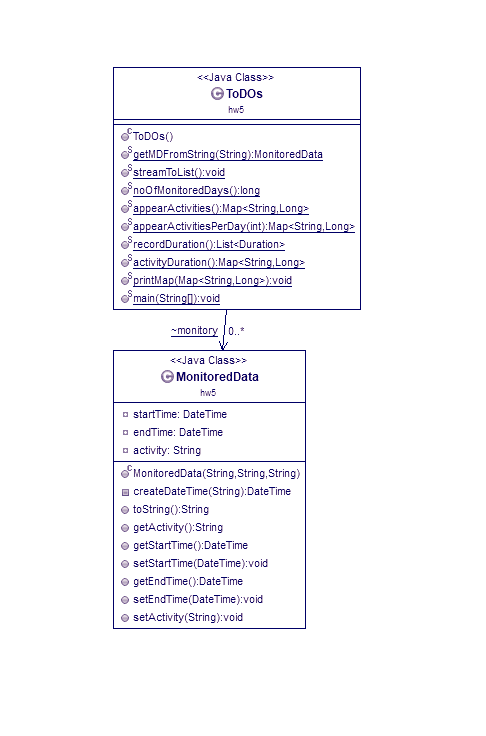 <<Java Class>>
ToDOs
hw5
ToDOs()
getMDFromString(String):MonitoredData
streamToList():void
noOfMonitoredDays():long
appearActivities():Map<String,Long>
appearActivitiesPerDay(int):Map<String,Long>
recordDuration():List<Duration>
activityDuration():Map<String,Long>
printMap(Map<String,Long>):void
main(String[]):void
~monitory 0..*
<<Java Class>>
MonitoredData
hw5
startTime: DateTime
endTime: DateTime
activity: String
MonitoredData(String,String,String)
createDateTime(String):DateTime
toString():String
getActivity():String
getStartTime():DateTime
setStartTime(DateTime):void
getEndTime():DateTime
setEndTime(DateTime):void
setActivity(String):void